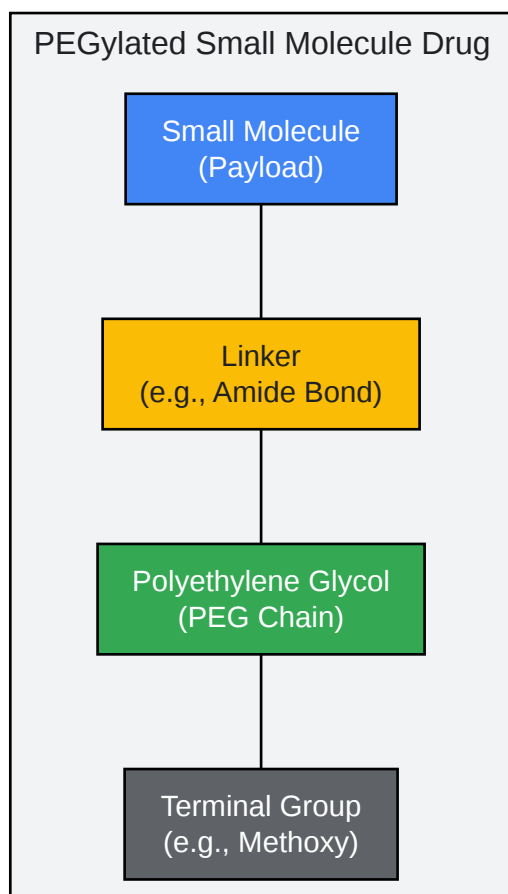 PEGylated Small Molecule Drug
Small Molecule
(Payload)
Linker
(e.g., Amide Bond)
Polyethylene Glycol
(PEG Chain)
Terminal Group
(e.g., Methoxy)